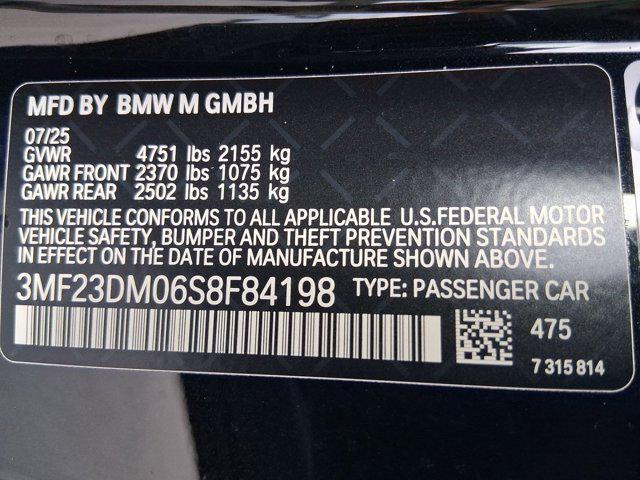 MFD BY BMW M GMBH
07/25
GVWR 4751 lbs 2155 kg
GAWR FRONT 2370 lbs 1075 kg
GAWR REAR 2502 lbs 1135 kg
THIS VEHICLE CONFORMS TO ALL APPLICABLE U.S.FEDERAL MOTOR
VEHICLE SAFETY, BUMPER AND THEFT PREVENTION STANDARDS
IN EFFECT ON THE DATE OF MANUFACTURE SHOWN ABOVE.
3MF23DM06S8F84198 TYPE: PASSENGER CAR
475
7 315 814